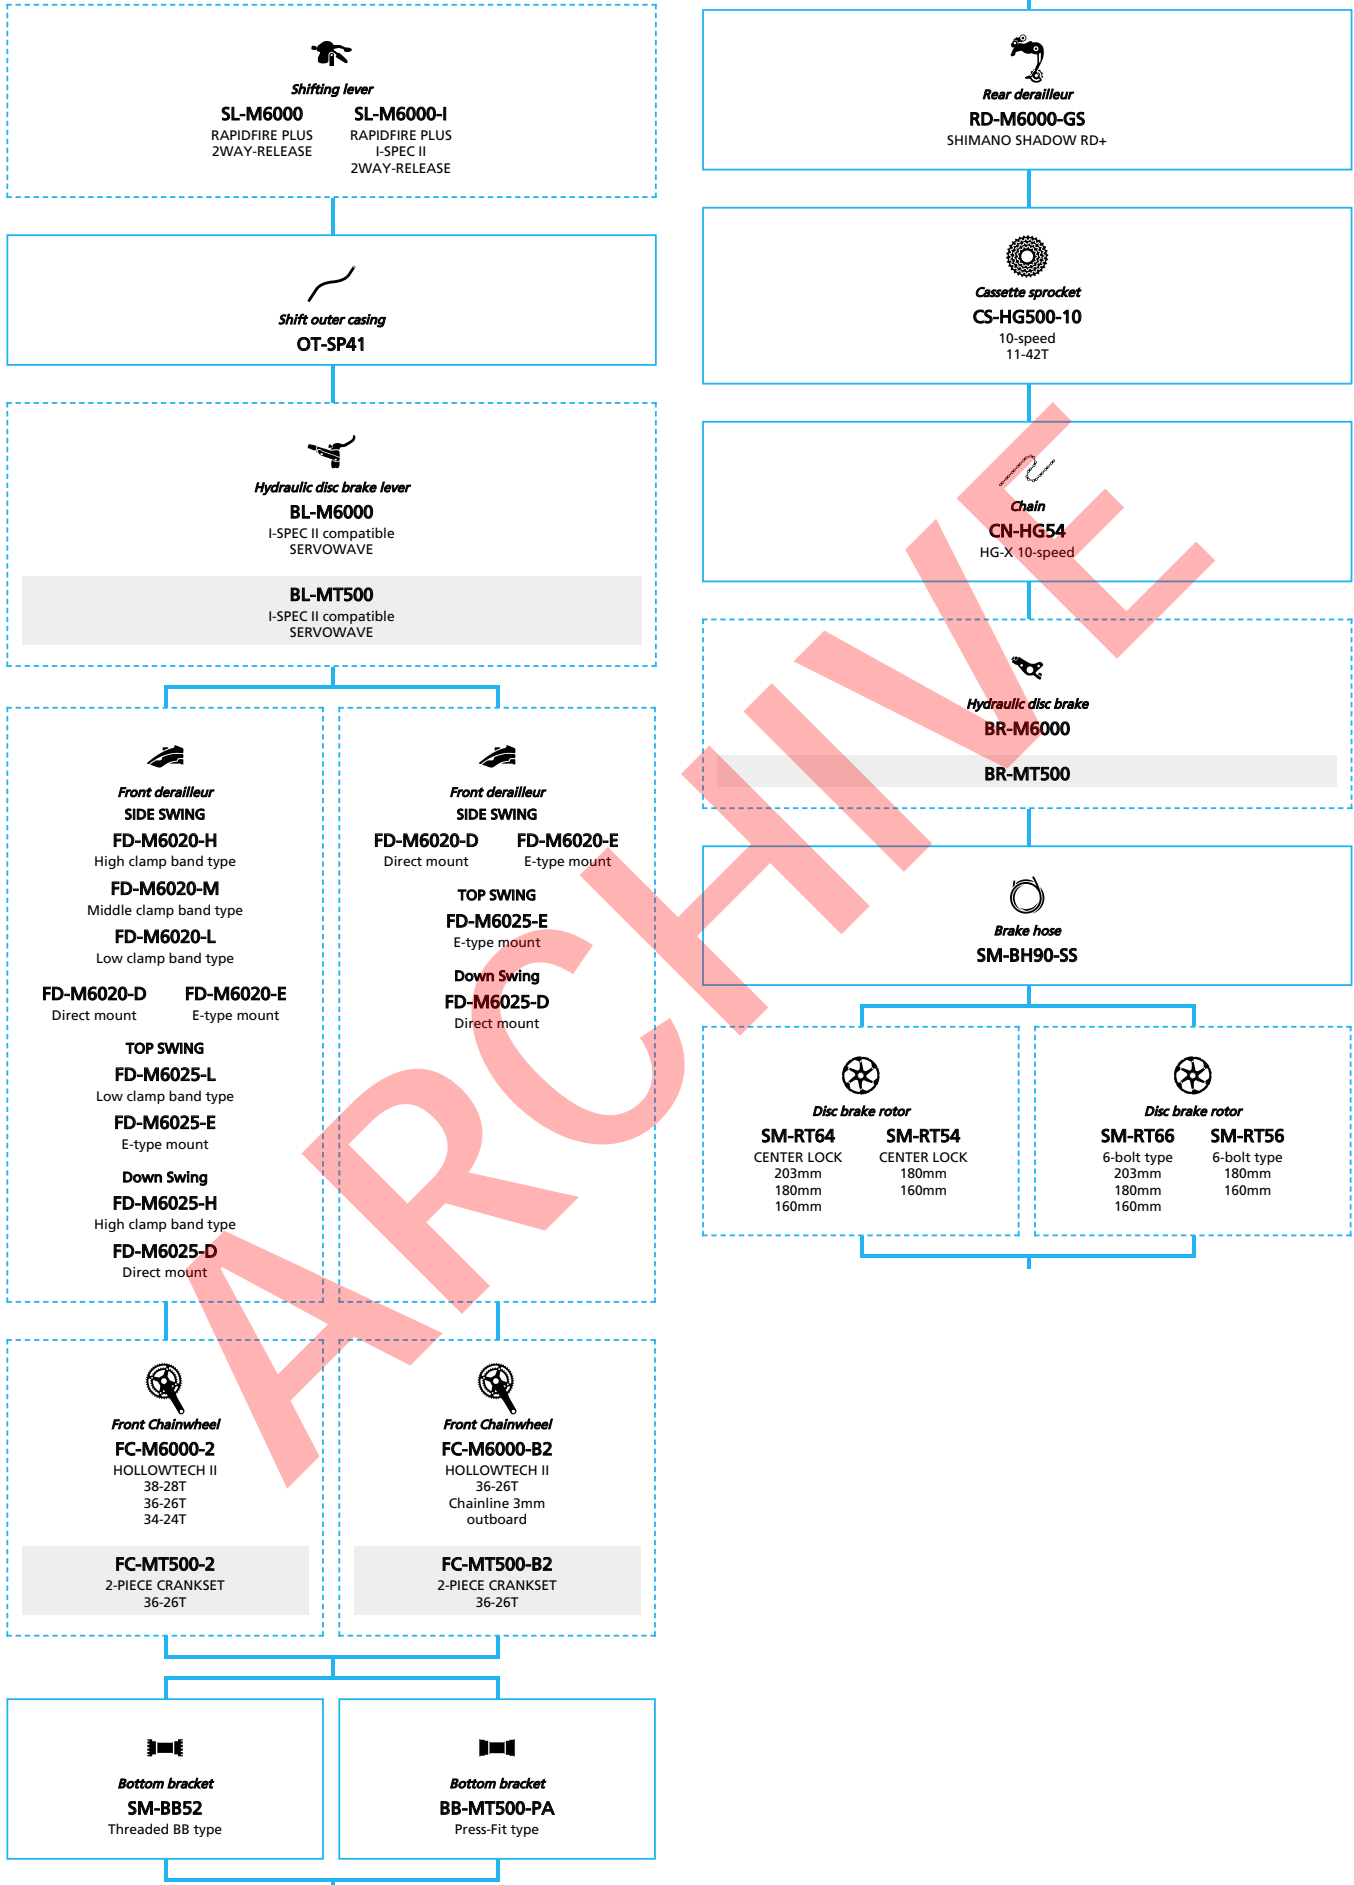 Shifting lever
SL-M6000 SL-M6000-I
RAPIDFIRE PLUS RAPIDFIRE PLUS
2WAY-RELEASE I-SPEC II
2WAY-RELEASE
Shift outer casing
OT-SP41
Hydraulic disc brake lever
BL-M6000
I-SPEC II compatible
SERVOWAVE
BL-MT500
I-SPEC II compatible
SERVOWAVE
Front derailleur
SIDE SWING
FD-M6020-H
High clamp band type
FD-M6020-M
Middle clamp band type
FD-M6020-L
Low clamp band type
FD-M6020-D FD-M6020-E
Direct mount E-type mount
TOP SWING
FD-M6025-L
Low clamp band type
FD-M6025-E
E-type mount
Down Swing
FD-M6025-H
High clamp band type
FD-M6025-D
Direct mount
Front derailleur
SIDE SWING
FD-M6020-D FD-M6020-E
Direct mount E-type mount
TOP SWING
FD-M6025-E
E-type mount
Down Swing
FD-M6025-D
Direct mount
Front Chainwheel
FC-M6000-2
HOLLOWTECH II
38-28T
36-26T
34-24T
FC-MT500-2
2-PIECE CRANKSET
36-26T
Front Chainwheel
FC-M6000-B2
HOLLOWTECH II
36-26T
Chainline 3mm
outboard
FC-MT500-B2
2-PIECE CRANKSET
36-26T
Bottom bracket
SM-BB52
Threaded BB type
Bottom bracket
BB-MT500-PA
Press-Fit type
Rear derailleur
RD-M6000-GS
SHIMANO SHADOW RD+
Cassette sprocket
CS-HG500-10
10-speed
11-42T
Chain
CN-HG54
HG-X 10-speed
Hydraulic disc brake
BR-M6000
BR-MT500
Brake hose
SM-BH90-SS
Disc brake rotor
SM-RT64 SM-RT54
CENTER LOCK CENTER LOCK
203mm 180mm
180mm 160mm
160mm
Disc brake rotor
SM-RT66 SM-RT56
6-bolt type 6-bolt type
203mm 180mm
180mm 160mm
160mm
ARCHIVE